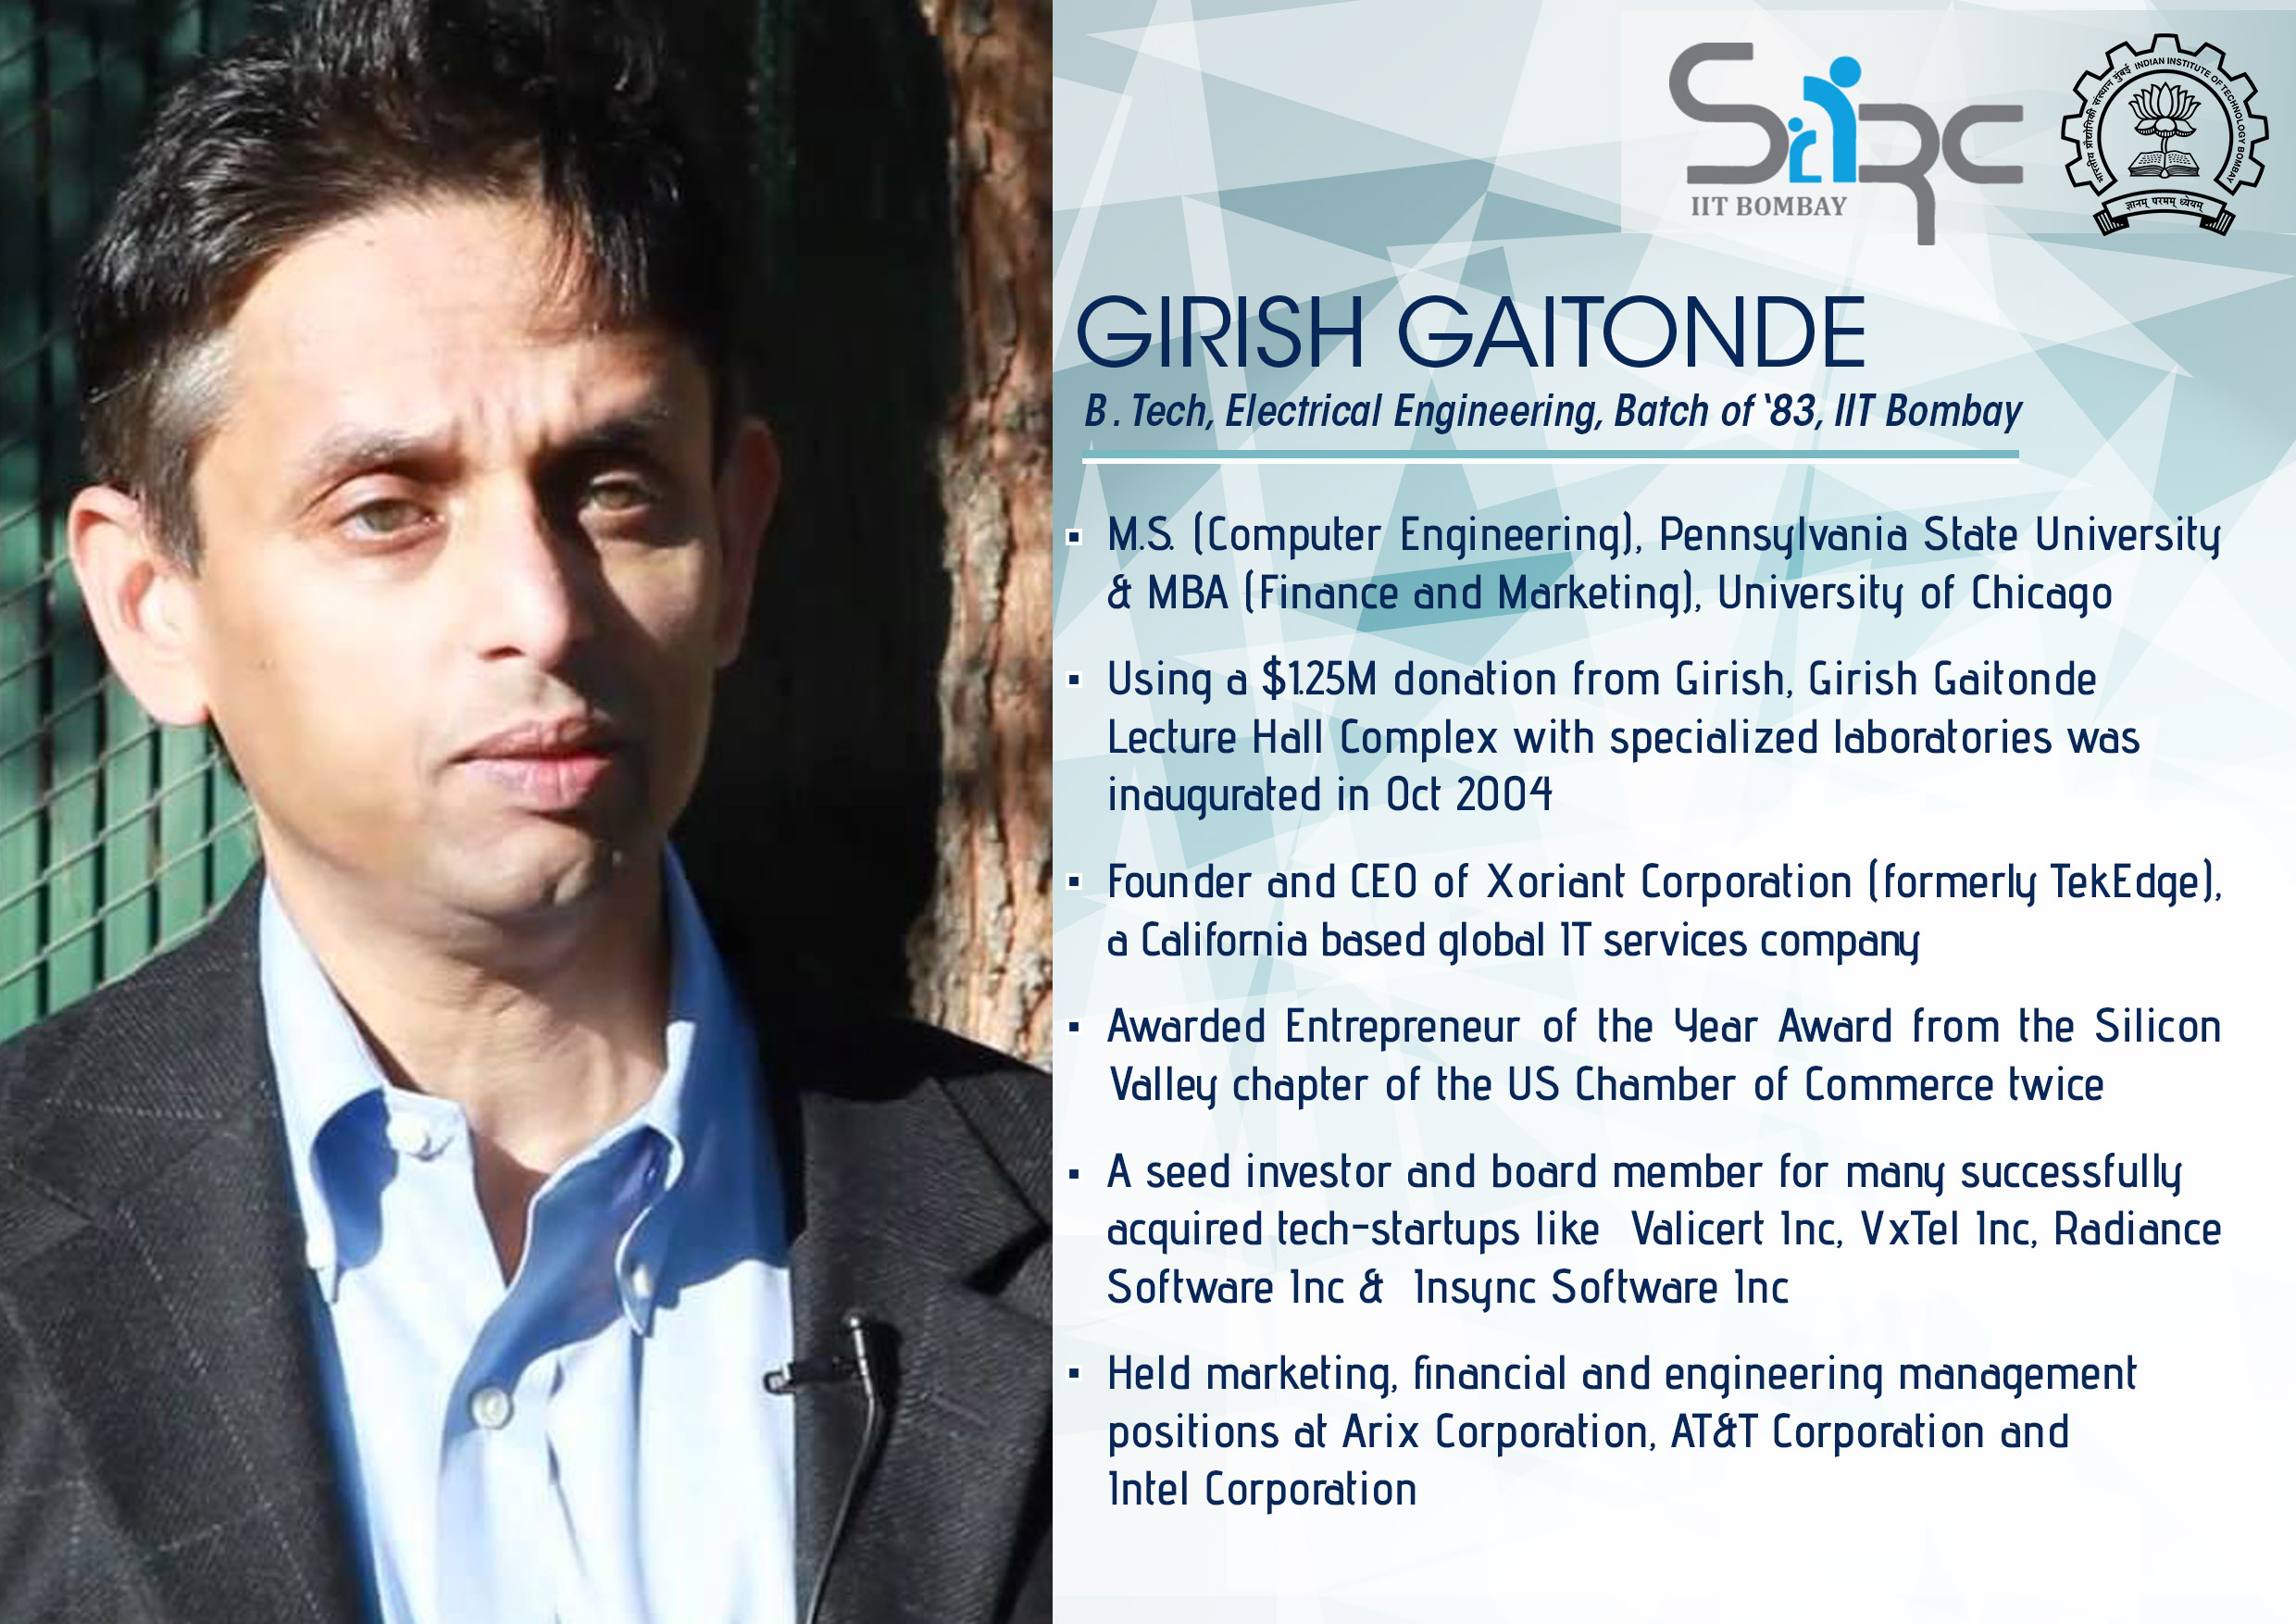 SARC
IIT BOMBAY
भारतीय प्रौद्योगिकी संस्थान मुंबई INDIAN INSTITUTE OF TECHNOLOGY BOMBAY
ज्ञानम् परमम् ध्येयम्
GIRISH GAITONDE
B . Tech, Electrical Engineering, Batch of ‘83, IIT Bombay
▪ M.S. (Computer Engineering), Pennsylvania State University
& MBA (Finance and Marketing), University of Chicago
▪ Using a $1.25M donation from Girish, Girish Gaitonde
Lecture Hall Complex with specialized laboratories was
inaugurated in Oct 2004
▪ Founder and CEO of Xoriant Corporation (formerly TekEdge),
a California based global IT services company
▪ Awarded Entrepreneur of the Year Award from the Silicon
Valley chapter of the US Chamber of Commerce twice
▪ A seed investor and board member for many successfully
acquired tech-startups like Valicert Inc, VxTel Inc, Radiance
Software Inc & Insync Software Inc
▪ Held marketing, financial and engineering management
positions at Arix Corporation, AT&T Corporation and
Intel Corporation